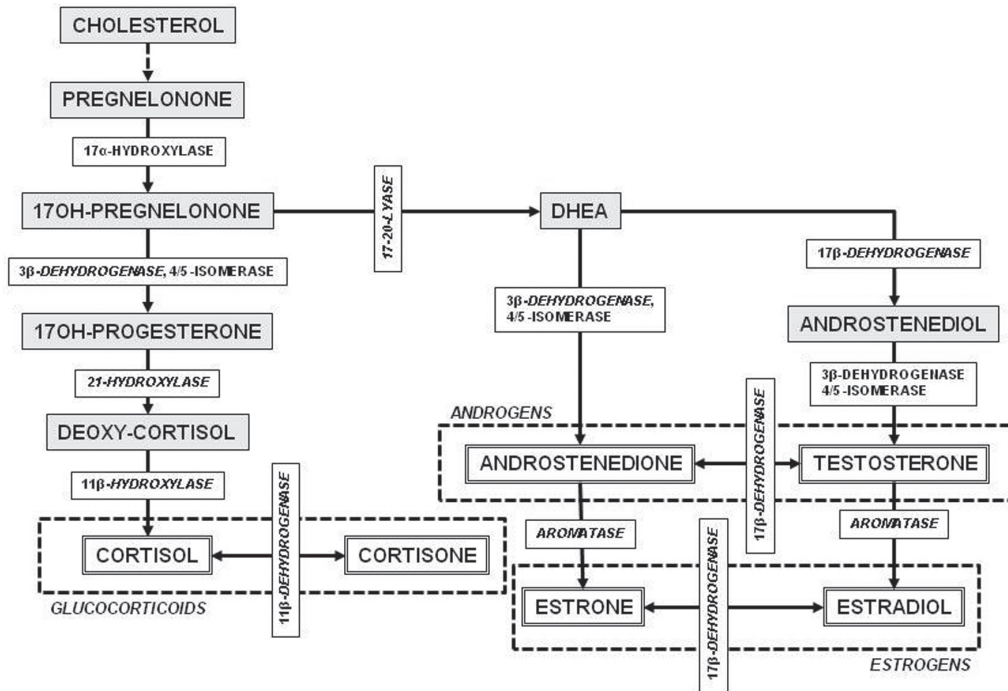 CHOLESTEROL
PREGNELONONE
17α-HYDROXYLASE
17OH-PREGNELONONE
17-20-LYASE
DHEA
3β-DEHYDROGENASE, 4/5-ISOMERASE
17β-DEHYDROGENASE
3β-DEHYDROGENASE,
4/5-ISOMERASE
17OH-PROGESTERONE
ANDROSTENEDIOL
21-HYDROXYLASE
3β-DEHYDROGENASE
4/5-ISOMERASE
ANDROGENS
DEOXY-CORTISOL
ANDROSTENEDIONE
17β-DEHYDROGENASE
TESTOSTERONE
11β-HYDROXYLASE
AROMATASE
AROMATASE
CORTISOL
11β-DEHYDROGENASE
CORTISONE
GLUCOCORTICOIDS
ESTRONE
17β-DEHYDROGENASE
ESTRADIOL
ESTROGENS